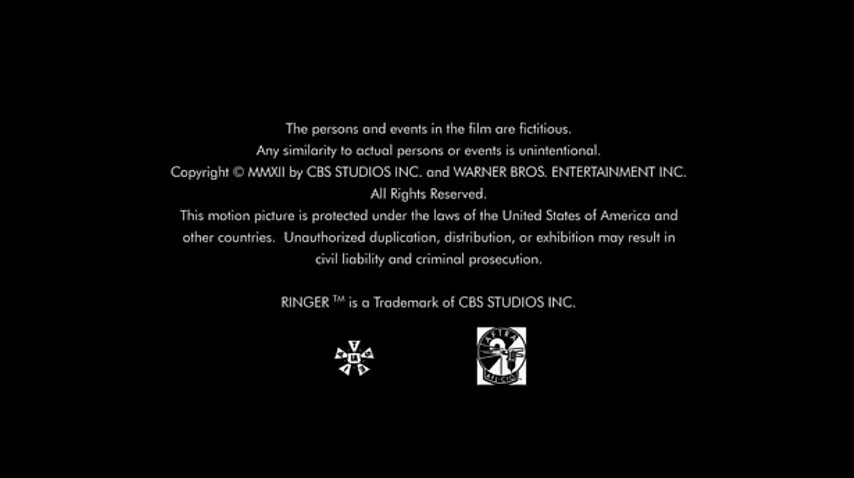 The persons and events in the film are fictitious.
Any similarity to actual persons or events is unintentional.
Copyright © MMXII by CBS STUDIOS INC. and WARNER BROS. ENTERTAINMENT INC.
All Rights Reserved.
This motion picture is protected under the laws of the United States of America and
other countries.  Unauthorized duplication, distribution, or exhibition may result in
civil liability and criminal prosecution.
RINGER ™ is a Trademark of CBS STUDIOS INC.
AFTRA
AFL-CIO